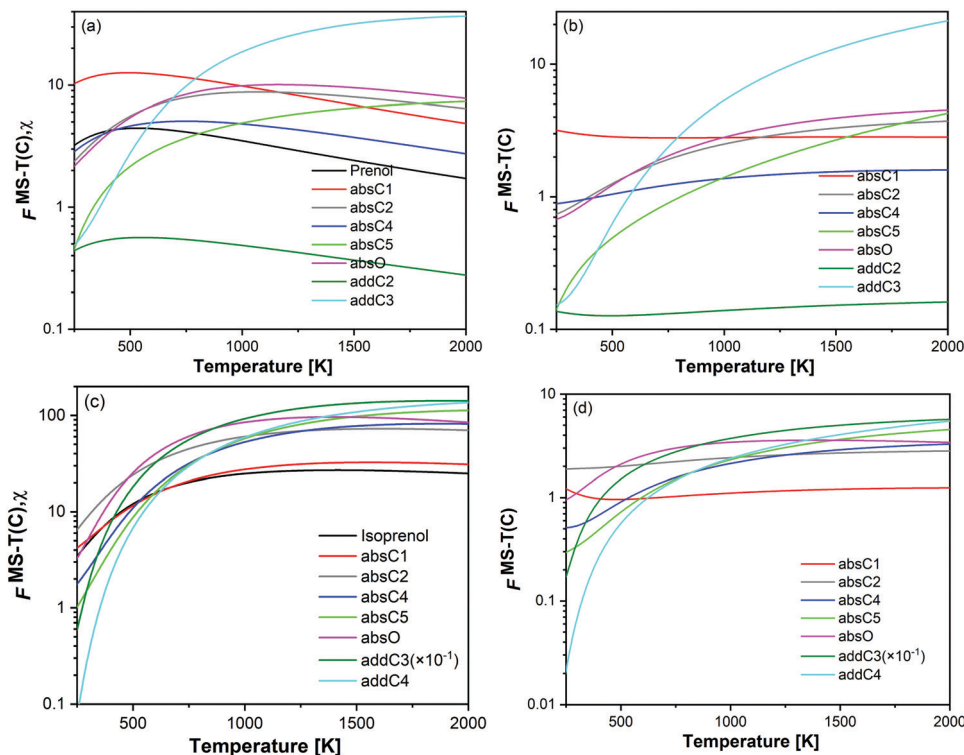 (a)
10
1
0.1
F MS-T(C),χ
500
1000
1500
2000
Temperature [K]
Prenol
absC1
absC2
absC4
absC5
absO
addC2
addC3
(b)
10
1
0.1
F MS-T(C)
500
1000
1500
2000
Temperature [K]
absC1
absC2
absC4
absC5
absO
addC2
addC3
(c)
100
10
1
0.1
F MS-T(C),χ
500
1000
1500
2000
Temperature [K]
Isoprenol
absC1
absC2
absC4
absC5
absO
addC3(×10⁻¹)
addC4
(d)
10
1
0.1
0.01
F MS-T(C)
500
1000
1500
2000
Temperature [K]
absC1
absC2
absC4
absC5
absO
addC3(×10⁻¹)
addC4